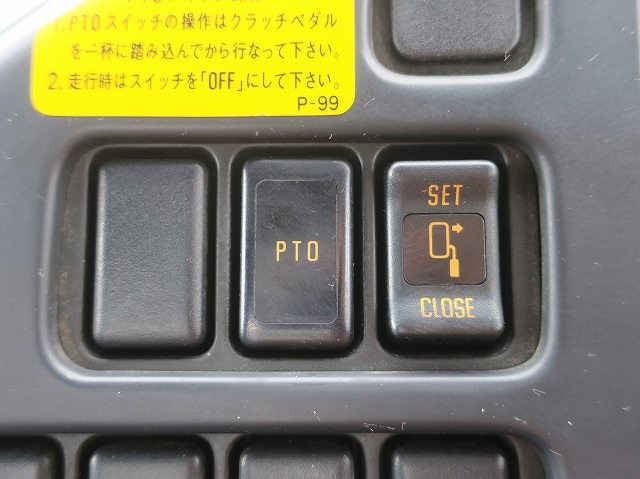 1.PTOスイッチの操作はクラッチペダル
を一杯に踏み込んでから行なって下さい。
2.走行時はスイッチを「OFF」にして下さい。
P-99
PTO
SET
CLOSE